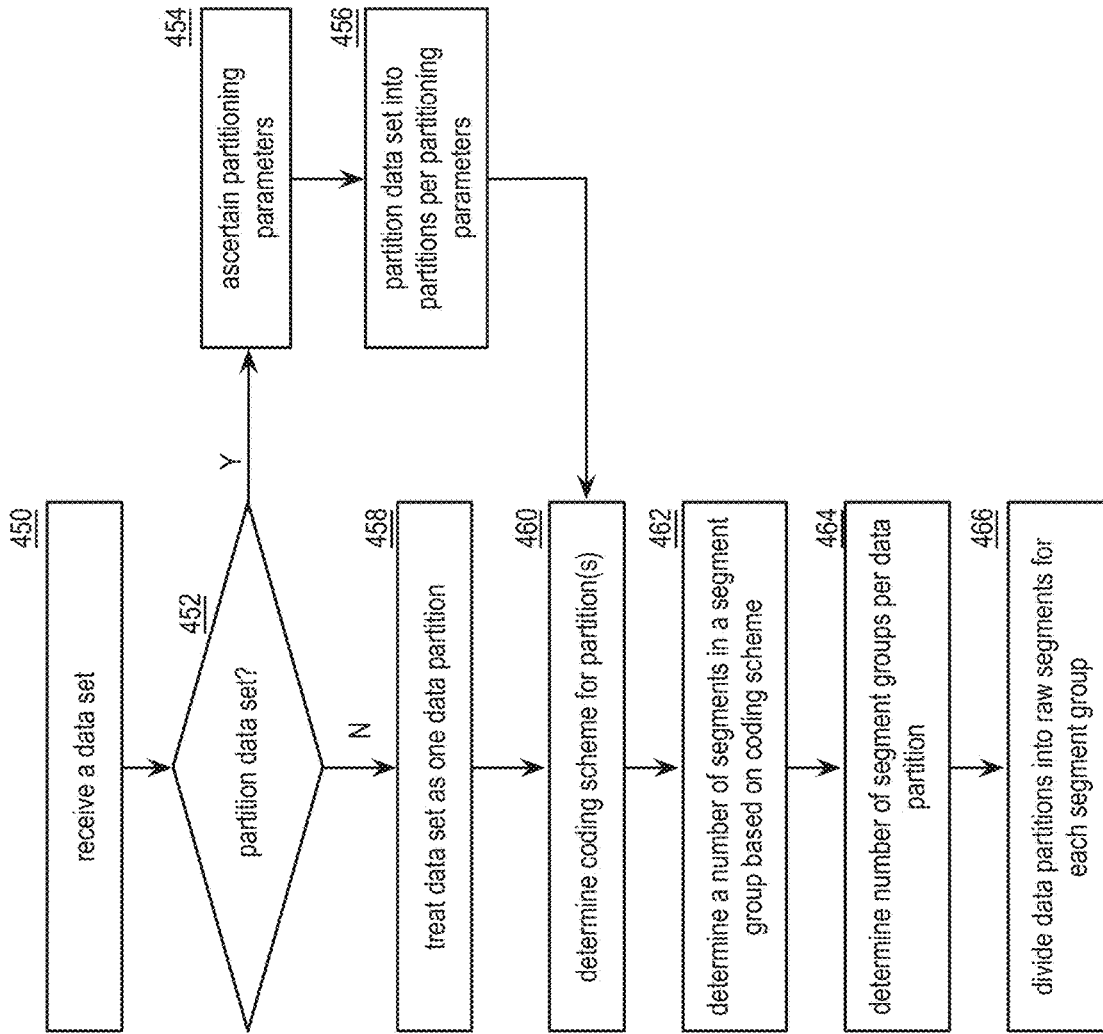 450
receive a data set
452
partition data set?
Y
N
454
ascertain partitioning
parameters
456
partition data set into
partitions per partitioning
parameters
458
treat data set as one data partition
460
determine coding scheme for partition(s)
462
determine a number of segments in a segment
group based on coding scheme
464
determine number of segment groups per data
partition
466
divide data partitions into raw segments for
each segment group